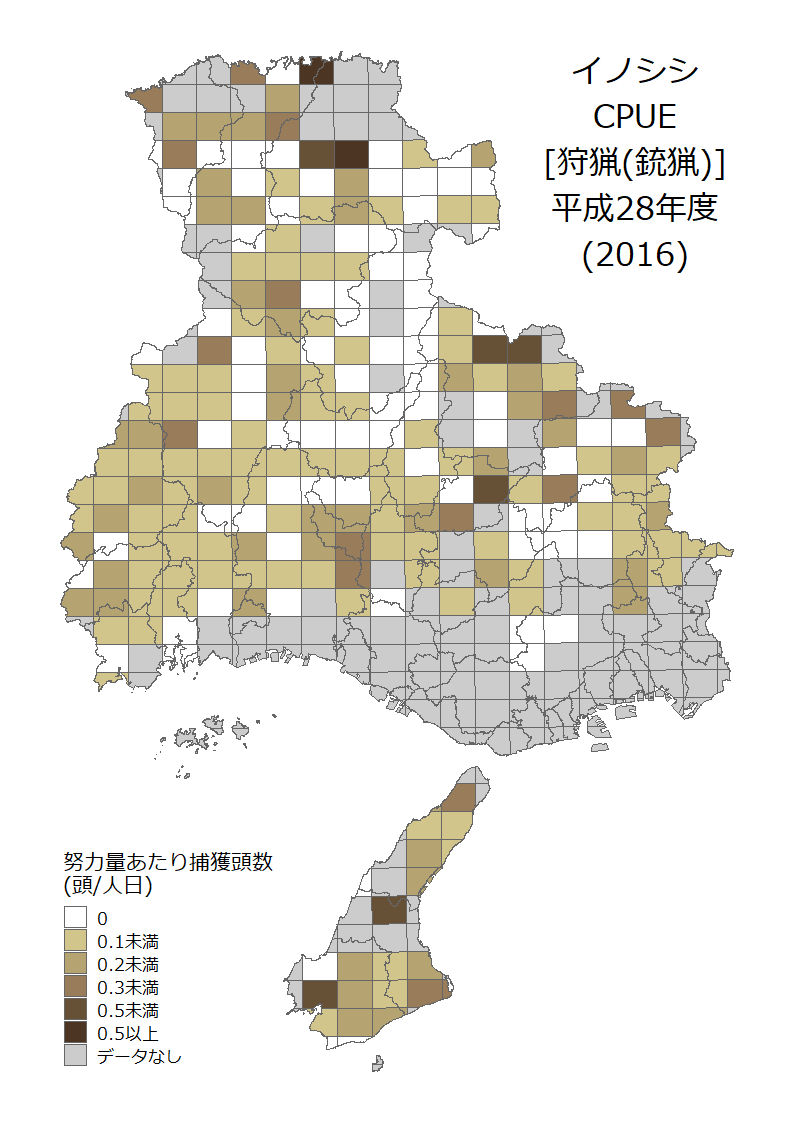 イノシシ
CPUE
[狩猟(銃猟)]
平成28年度
(2016)
努力量あたり捕獲頭数
(頭/人日)
0
0.1未満
0.2未満
0.3未満
0.5未満
0.5以上
データなし